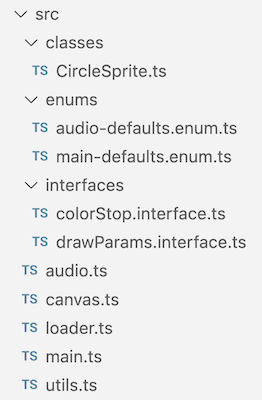 src
classes
TS CircleSprite.ts
enums
TS audio-defaults.enum.ts
TS main-defaults.enum.ts
interfaces
TS colorStop.interface.ts
TS drawParams.interface.ts
TS audio.ts
TS canvas.ts
TS loader.ts
TS main.ts
TS utils.ts